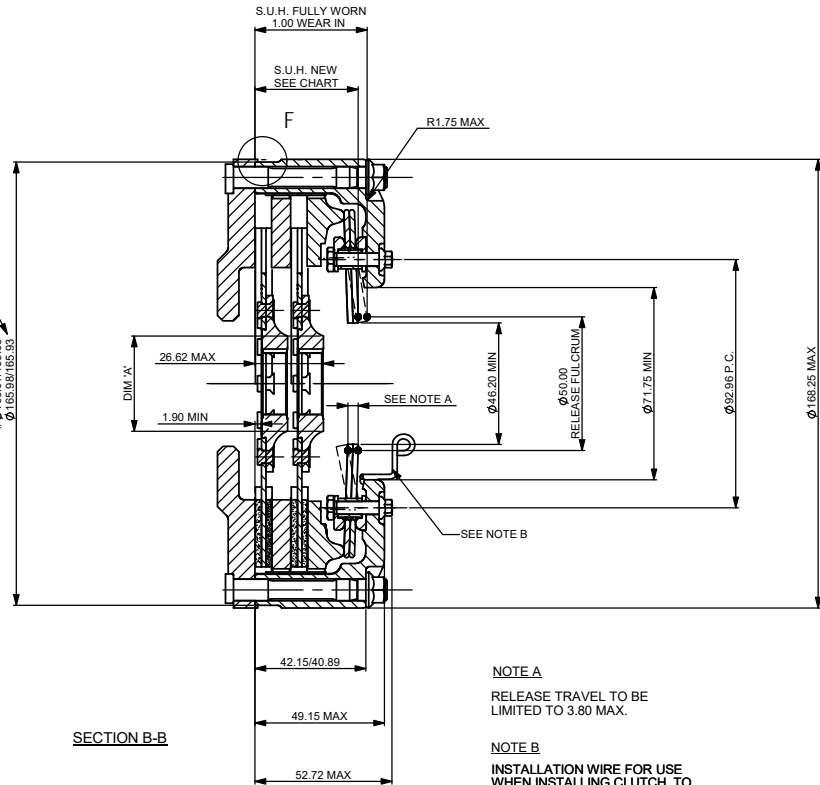 S.U.H. FULLY WORN
1.00 WEAR IN
S.U.H. NEW
SEE CHART
F
R1.75 MAX
Ø165.98/165.93
DIM 'A'
26.62 MAX
1.90 MIN
SEE NOTE A
Ø46.20 MIN
Ø50.00
RELEASE FULCRUM
Ø71.75 MIN
Ø92.96 P.C.
Ø168.25 MAX
SEE NOTE B
42.15/40.89
49.15 MAX
52.72 MAX
SECTION B-B
NOTE A
RELEASE TRAVEL TO BE
LIMITED TO 3.80 MAX.
NOTE B
INSTALLATION WIRE FOR USE
WHEN INSTALLING CLUTCH, TO